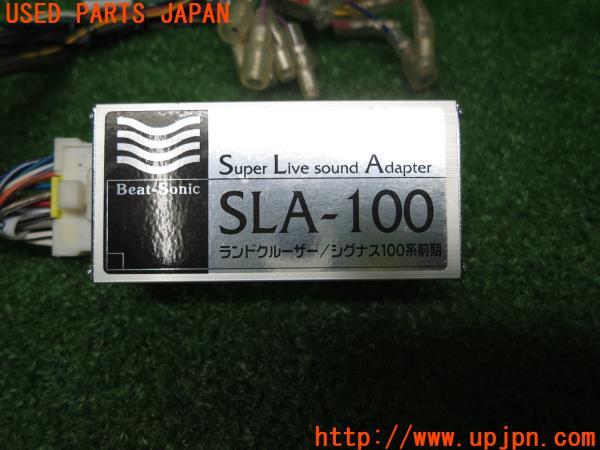 USED PARTS JAPAN
Beat-Sonic
Super Live sound Adapter
SLA-100
ランドクルーザー/シグナス100系前期
UPJ
http://www.upjpn.com